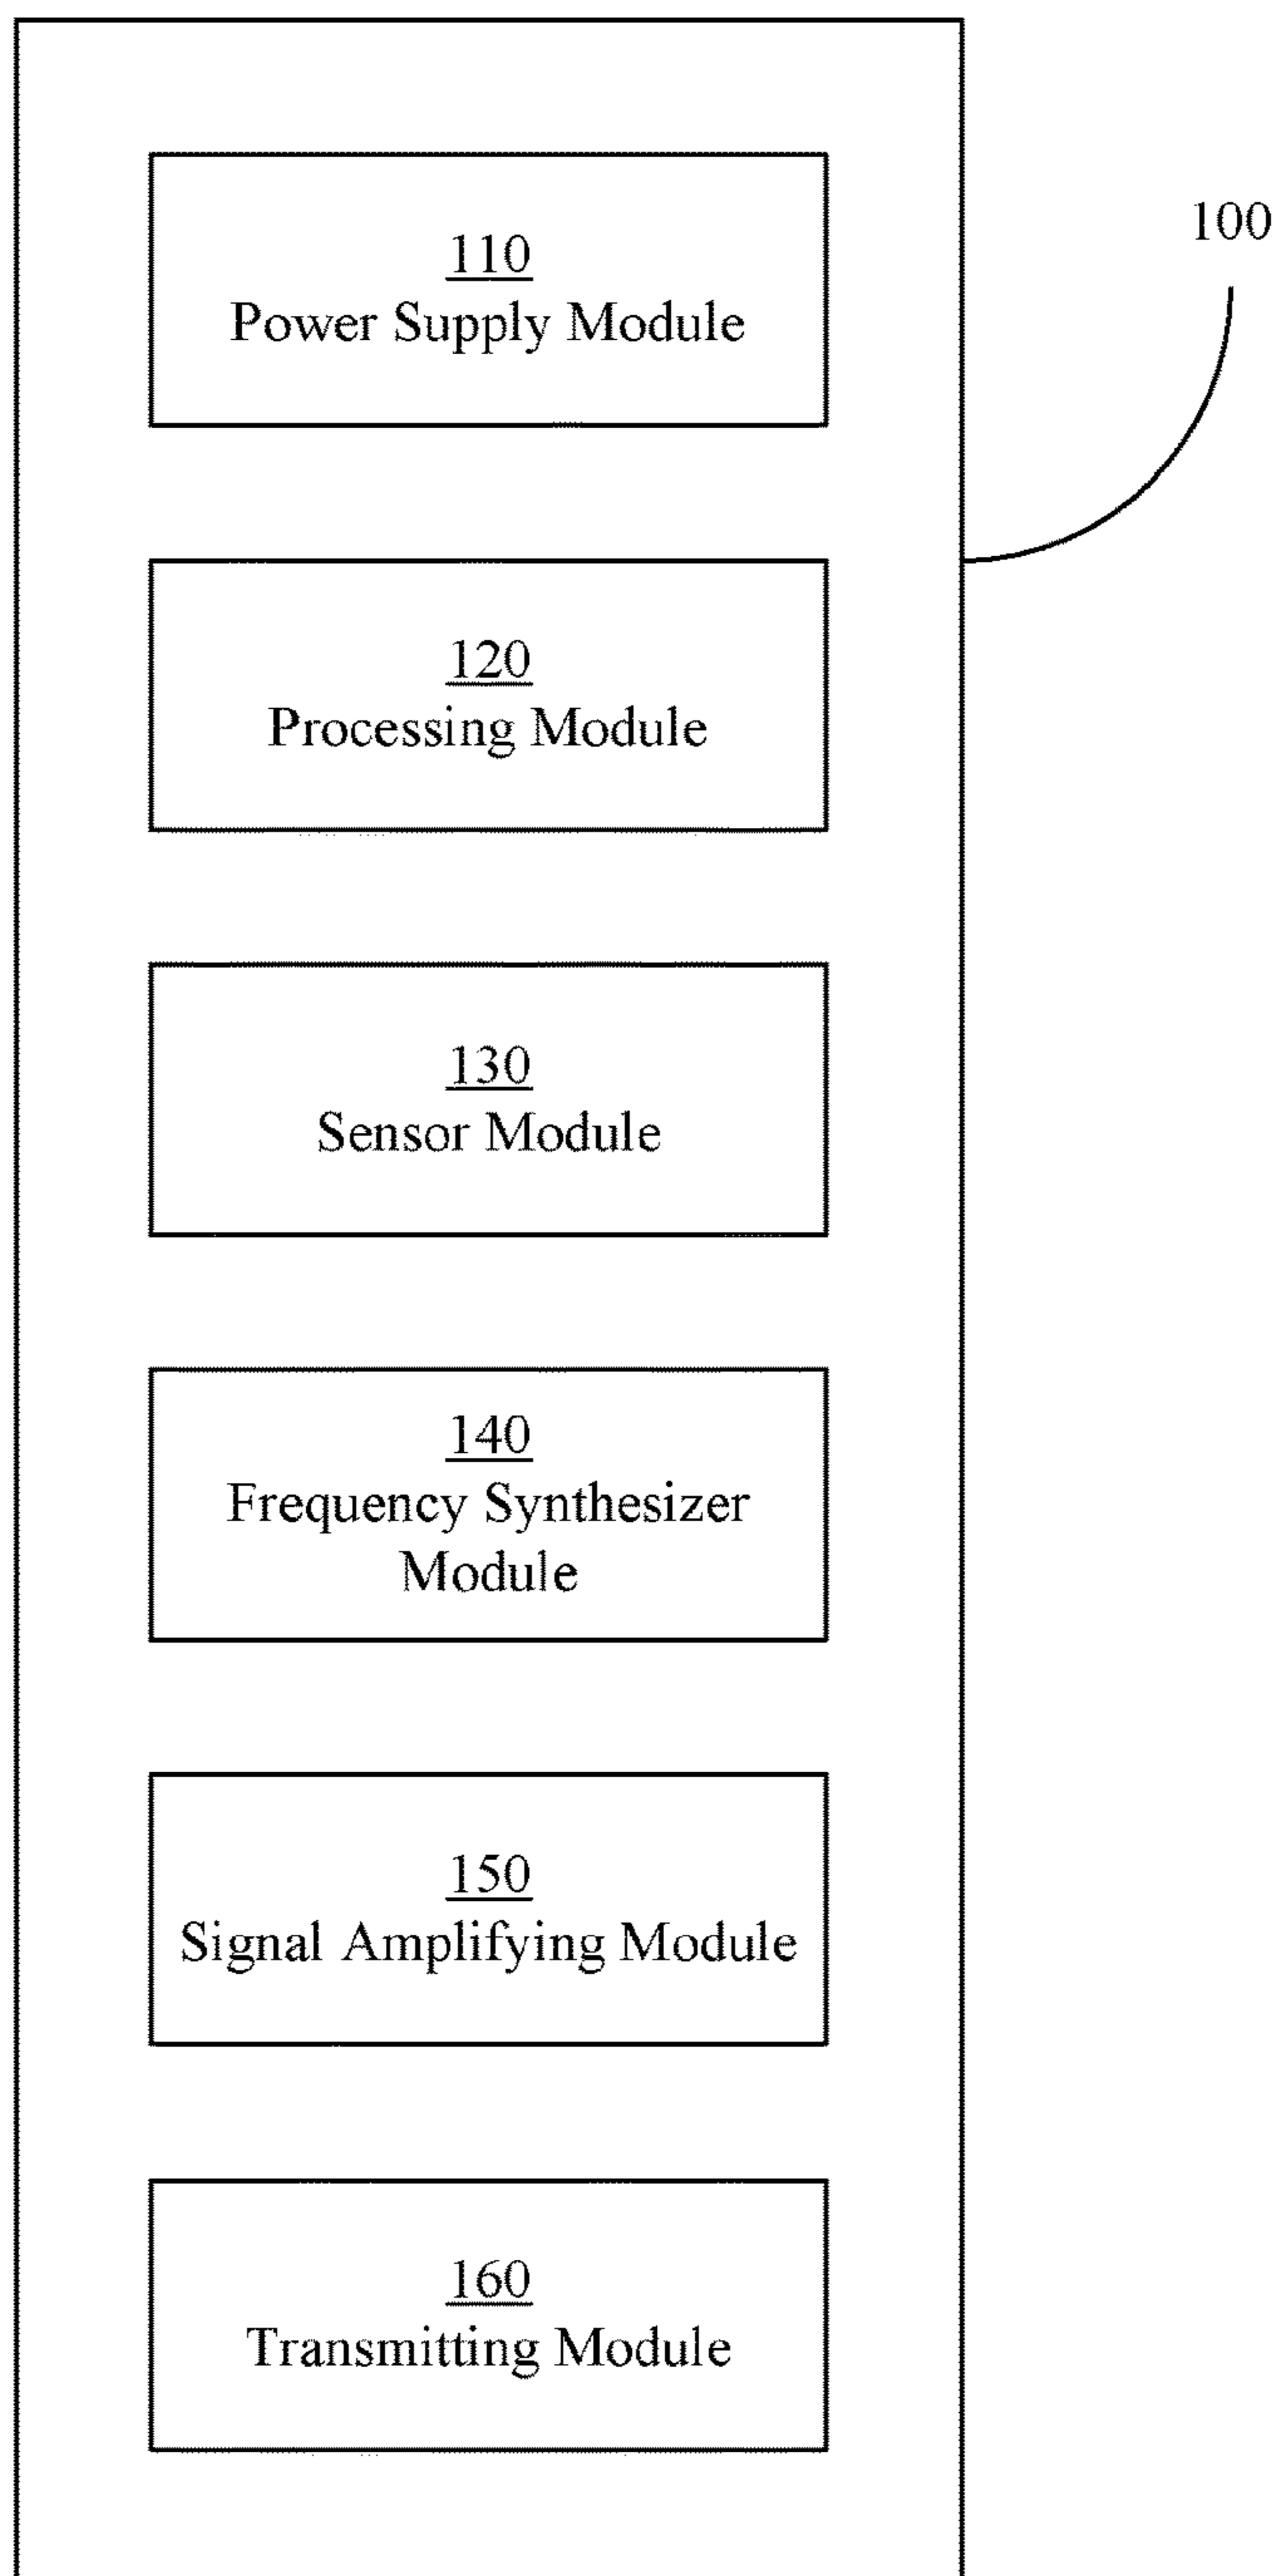 100
110
Power Supply Module
120
Processing Module
130
Sensor Module
140
Frequency Synthesizer
Module
150
Signal Amplifying Module
160
Transmitting Module